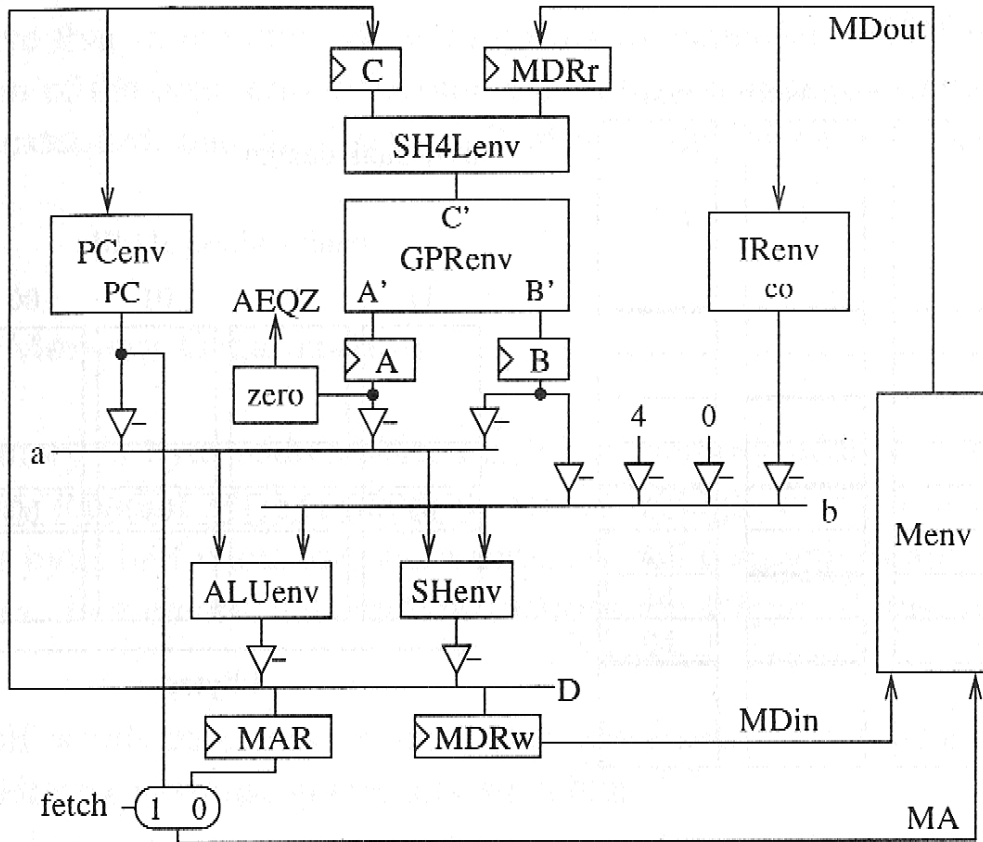 MDout
C
MDRr
SH4Lenv
C'
PCenv
GPRenv
IRenv
PC
A'
B'
co
AEQZ
A
B
zero
4
0
a
b
Menv
ALUenv
SHenv
D
MAR
MDRw
MDin
fetch
1
0
MA